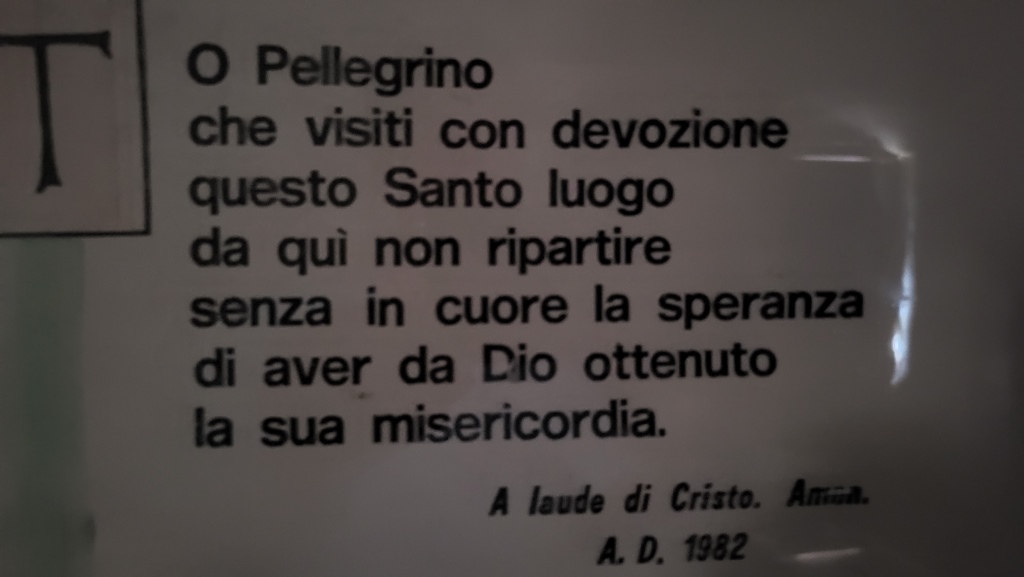 T
O Pellegrino
che visiti con devozione
questo Santo luogo
da quì non ripartire
senza in cuore la speranza
di aver da Dio ottenuto
la sua misericordia.
A laude di Cristo. Amen.
A. D. 1982